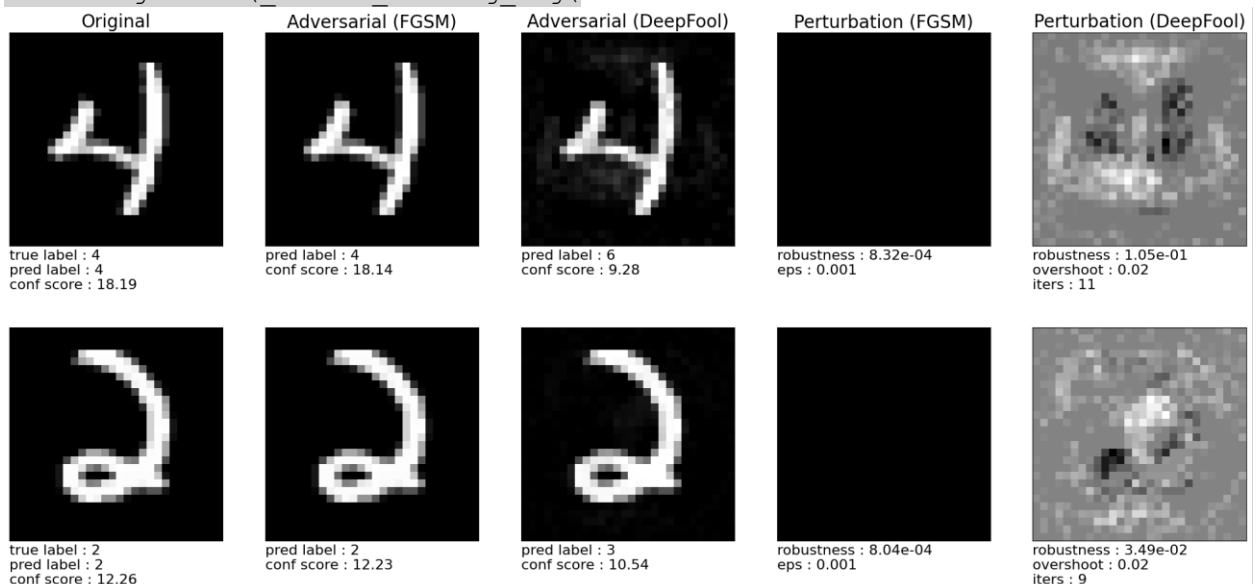 Original
Adversarial (FGSM)
Adversarial (DeepFool)
Perturbation (FGSM)
Perturbation (DeepFool)
true label : 4
pred label : 4
conf score : 18.19
pred label : 4
conf score : 18.14
pred label : 6
conf score : 9.28
robustness : 8.32e-04
eps : 0.001
robustness : 1.05e-01
overshoot : 0.02
iters : 11
true label : 2
pred label : 2
conf score : 12.26
pred label : 2
conf score : 12.23
pred label : 3
conf score : 10.54
robustness : 8.04e-04
eps : 0.001
robustness : 3.49e-02
overshoot : 0.02
iters : 9